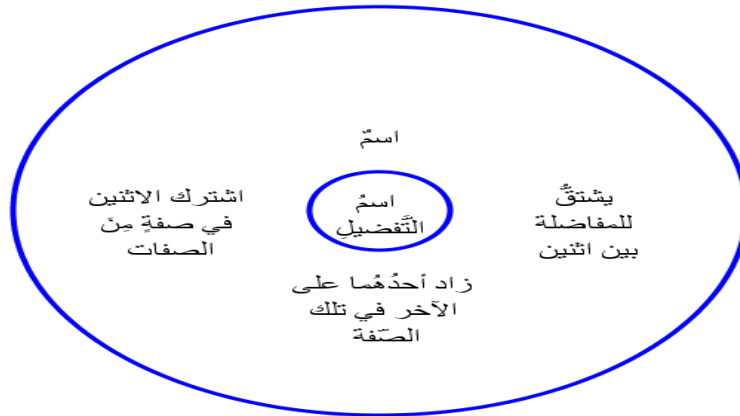 اسمٌ
يشتقُّ
للمفاضلة
بين اثنين
اسمُ
التَّفضيلِ
اشترك الاثنين
في صفةٍ مِنَ
الصفات
زاد أحدُهُما على
الآخر في تلك
الصّفة